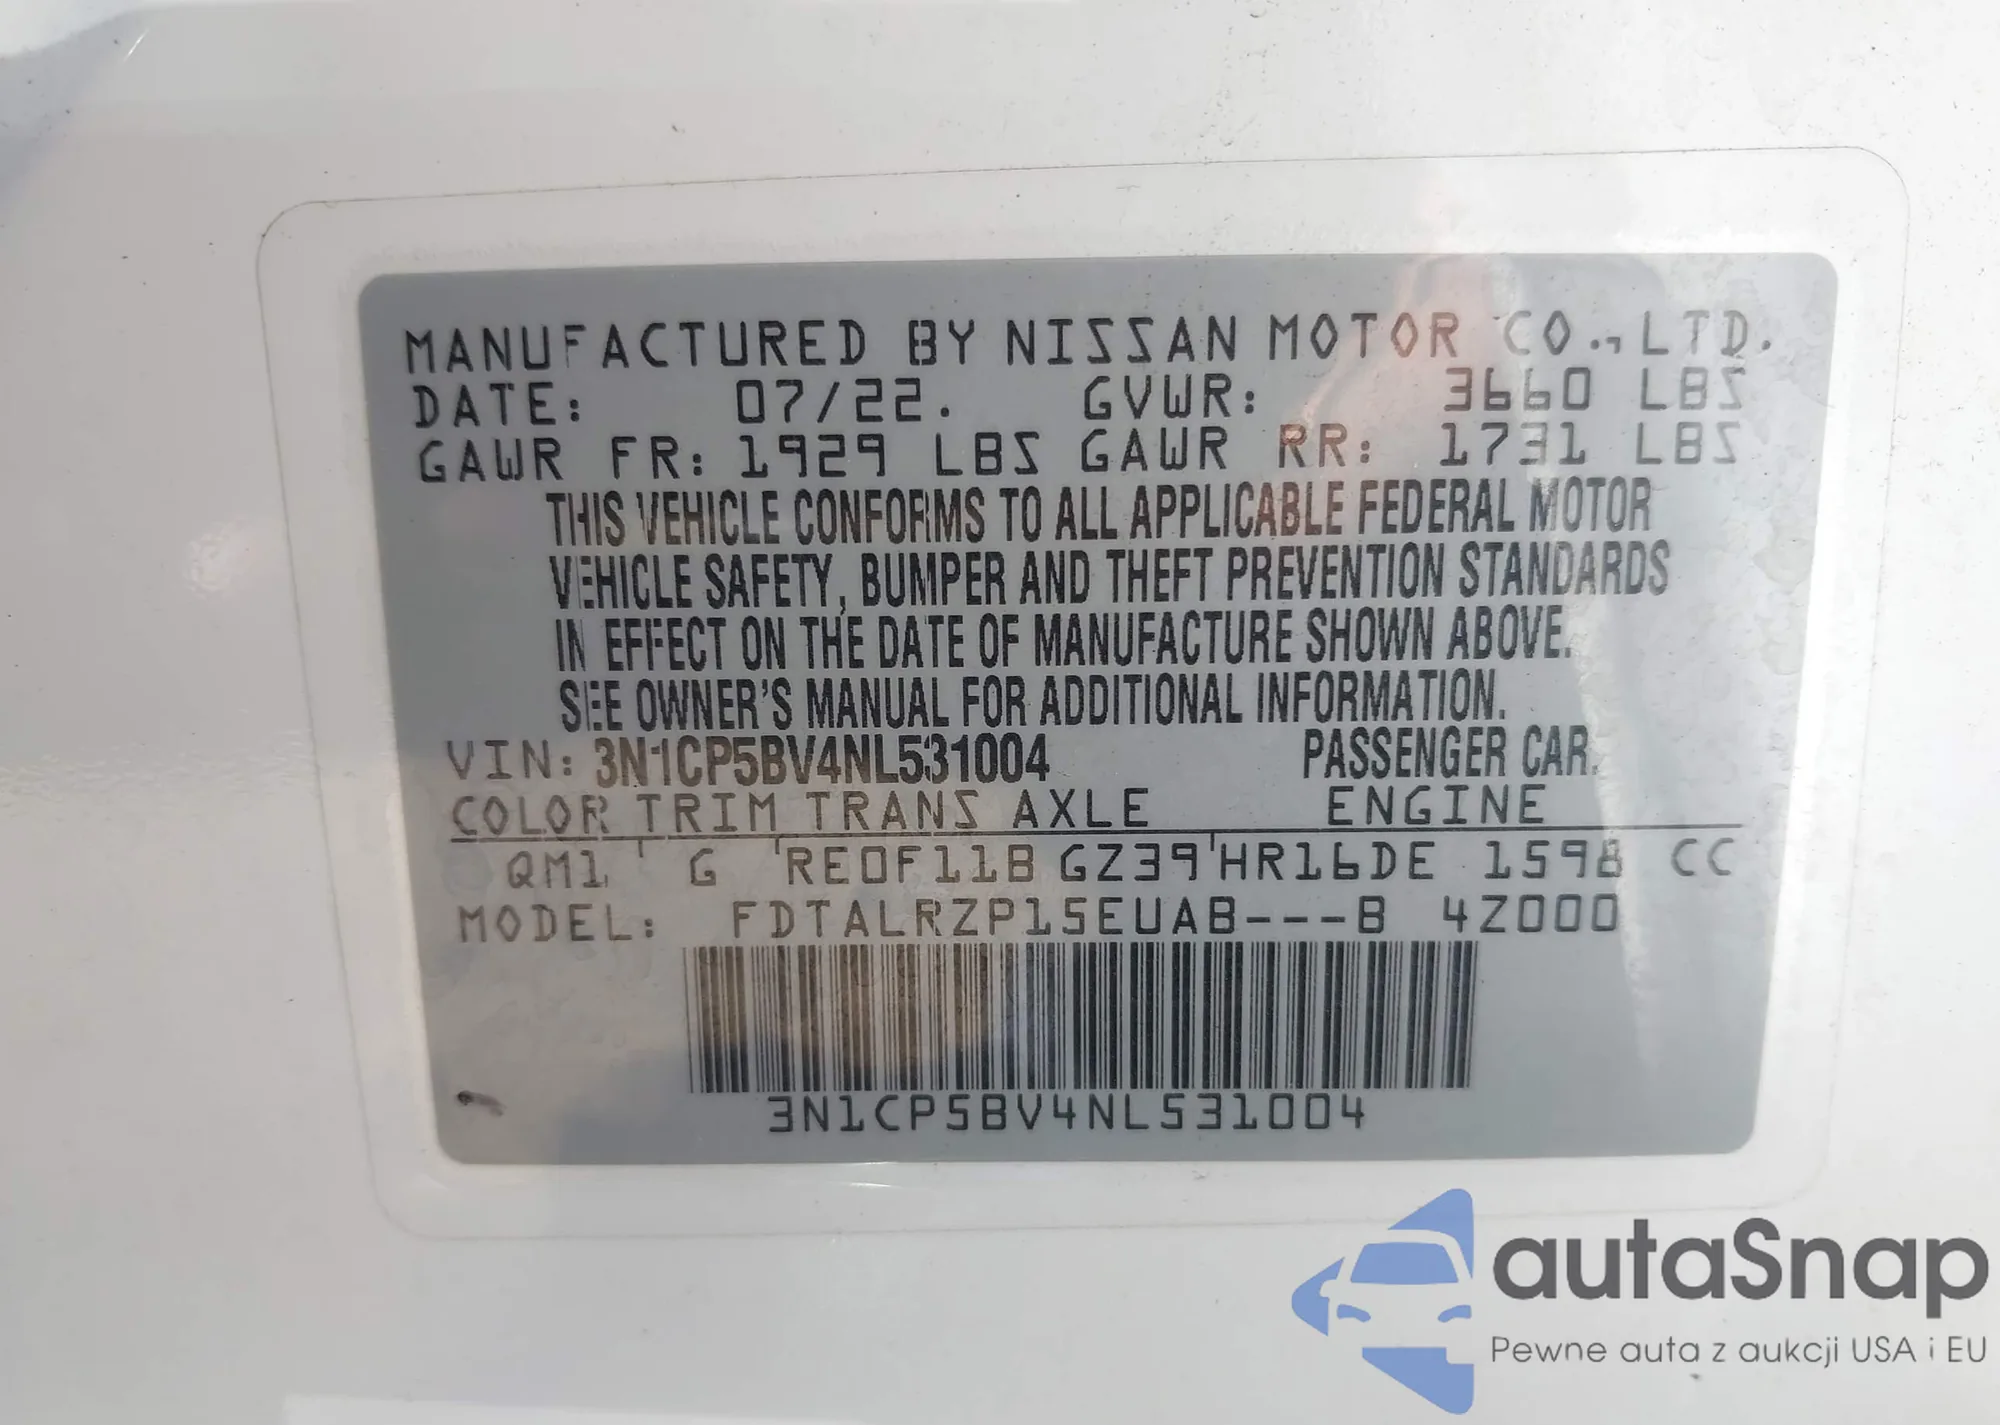 MANUFACTURED BY NISSAN MOTOR CO., LTD.
DATE: 07/22. GVWR: 3660 LBS
GAWR FR: 1929 LBS GAWR RR: 1731 LBS
THIS VEHICLE CONFORMS TO ALL APPLICABLE FEDERAL MOTOR
VEHICLE SAFETY, BUMPER AND THEFT PREVENTION STANDARDS
IN EFFECT ON THE DATE OF MANUFACTURE SHOWN ABOVE.
SEE OWNER'S MANUAL FOR ADDITIONAL INFORMATION.
VIN: 3N1CP5BV4NL531004 PASSENGER CAR.
COLOR TRIM TRANS AXLE ENGINE
QM1 G RE0F11B GZ39 HR16DE 1598 CC
MODEL: FDTALRZP15EUAB---B 4Z000
3N1CP5BV4NL531004
autaSnap
Pewne auta z aukcji USA i EU